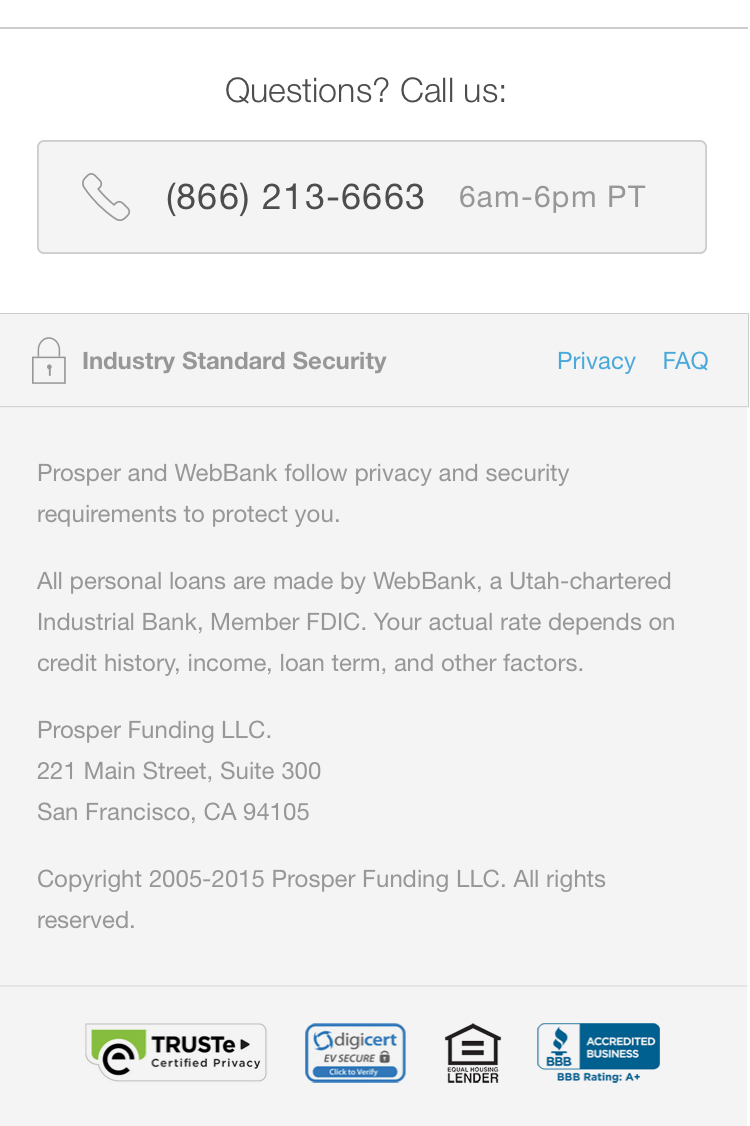 Questions? Call us:
(866) 213-6663 6am-6pm PT
Industry Standard Security Privacy FAQ
Prosper and WebBank follow privacy and security
requirements to protect you.
All personal loans are made by WebBank, a Utah-chartered
Industrial Bank, Member FDIC. Your actual rate depends on
credit history, income, loan term, and other factors.
Prosper Funding LLC.
221 Main Street, Suite 300
San Francisco, CA 94105
Copyright 2005-2015 Prosper Funding LLC. All rights
reserved.
e TRUSTe
Certified Privacy
digicert
EV SECURE
Click to Verify
EQUAL HOUSING
LENDER
BBB
ACCREDITED
BUSINESS
BBB Rating: A+